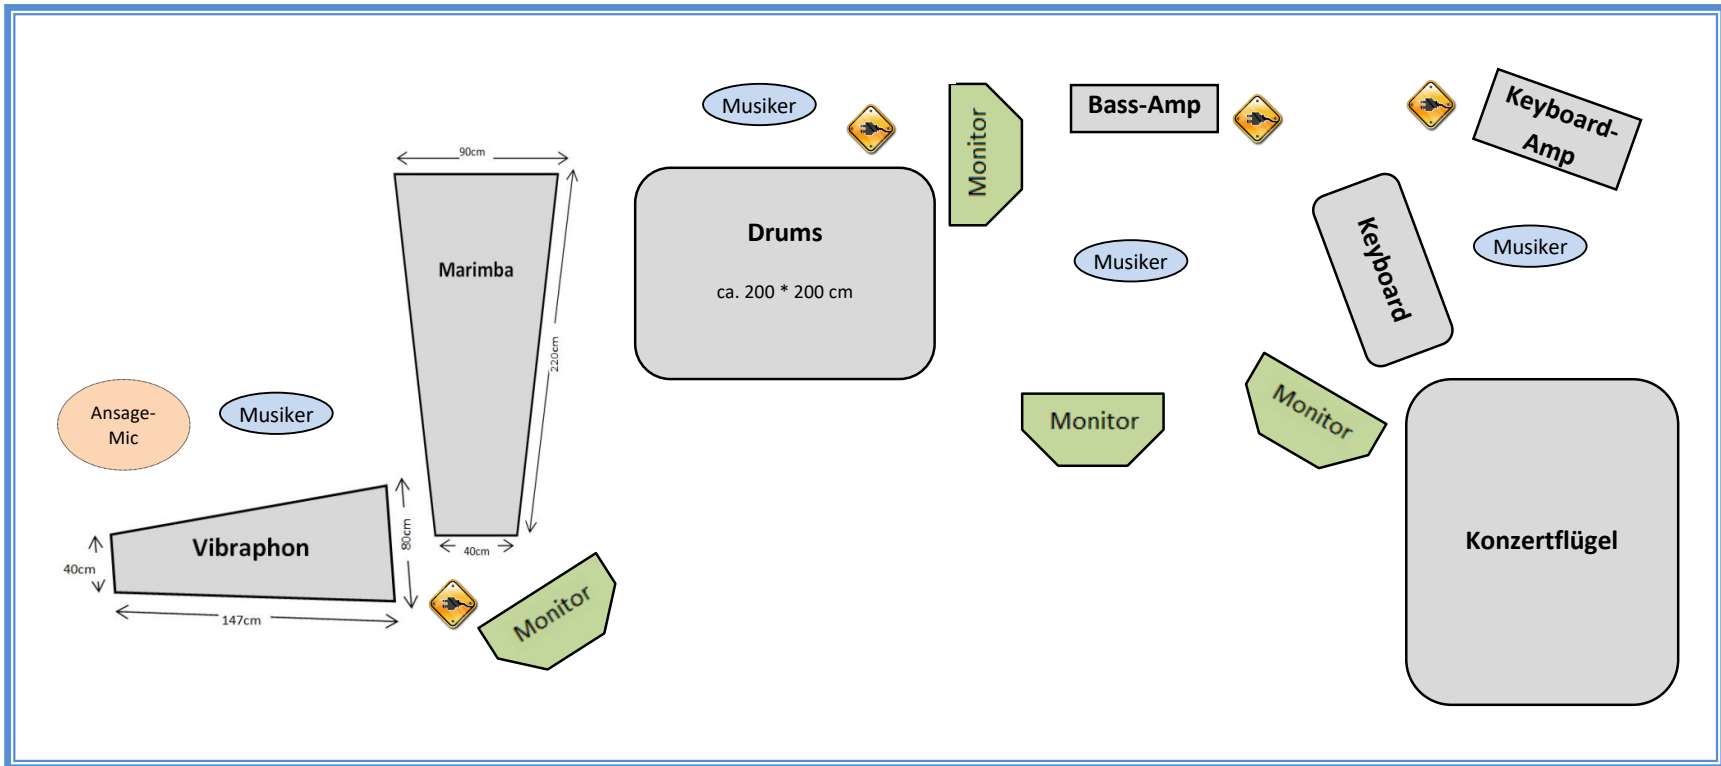 Musiker
Monitor
Bass-Amp
Keyboard-
Amp
90cm
Marimba
220cm
40cm
Drums
ca. 200 * 200 cm
Musiker
Keyboard
Musiker
Ansage-
Mic
Musiker
Monitor
Monitor
Vibraphon
40cm
80cm
147cm
Monitor
Konzertflügel